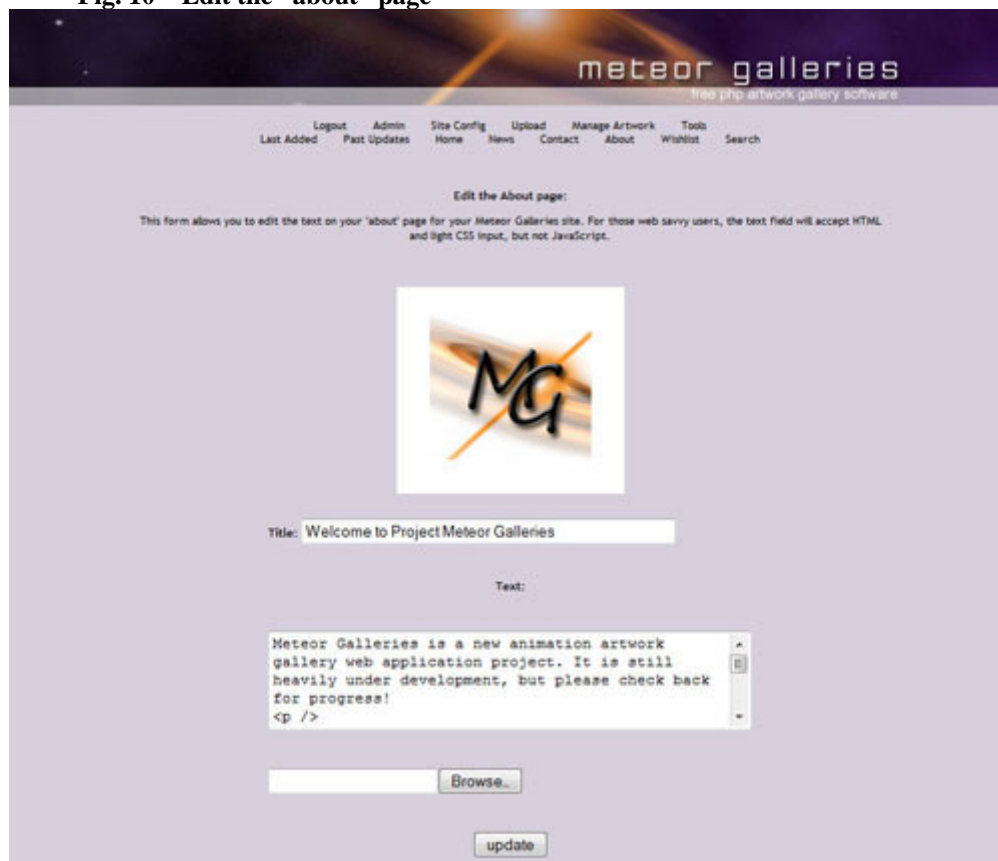 Fig. 10 Edit the "about" page
meteor galleries
free php artwork gallery software
Logout Admin Site Config Upload Manage Artwork Tools
Last Added Past Updates Home News Contact About Wishlist Search
Edit the About page:
This form allows you to edit the text on your 'about' page for your Meteor Galleries site. For those web savvy users, the text field will accept HTML
and light CSS input, but not JavaScript.
MG
Title: Welcome to Project Meteor Galleries
Text:
Meteor Galleries is a new animation artwork
gallery web application project. It is still
heavily under development, but please check back
for progress!
<p />
Browse..
update